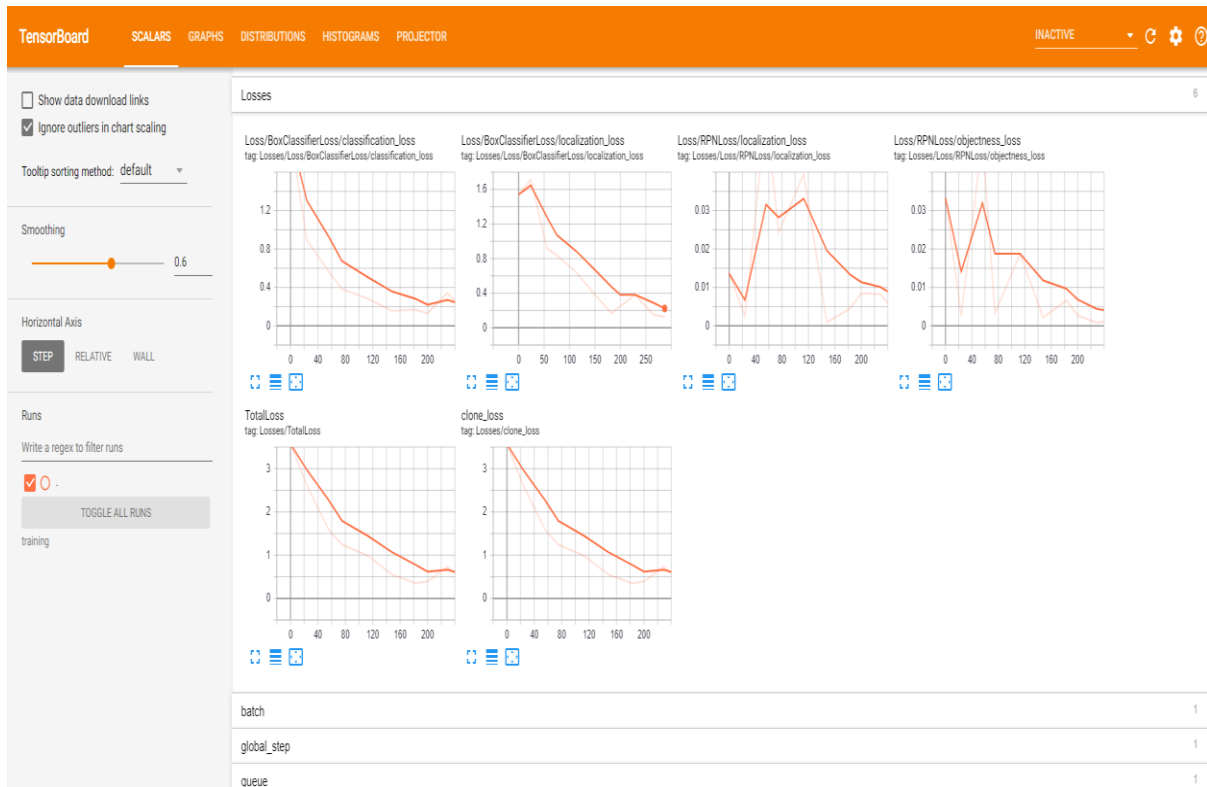 TensorBoard SCALARS GRAPHS DISTRIBUTIONS HISTOGRAMS PROJECTOR INACTIVE
Show data download links
Ignore outliers in chart scaling
Tooltip sorting method: default
Smoothing
0.6
Horizontal Axis
STEP RELATIVE WALL
Runs
Write a regex to filter runs
.
TOGGLE ALL RUNS
training
Losses 6
Loss/BoxClassifierLoss/classification_loss
tag: Losses/Loss/BoxClassifierLoss/classification_loss
1.2
0.8
0.4
0
0 40 80 120 160 200
Loss/BoxClassifierLoss/localization_loss
tag: Losses/Loss/BoxClassifierLoss/localization_loss
1.6
1.2
0.8
0.4
0
0 50 100 150 200 250
Loss/RPNLoss/localization_loss
tag: Losses/Loss/RPNLoss/localization_loss
0.03
0.02
0.01
0
0 40 80 120 160 200
Loss/RPNLoss/objectness_loss
tag: Losses/Loss/RPNLoss/objectness_loss
0.03
0.02
0.01
0
0 40 80 120 160 200
TotalLoss
tag: Losses/TotalLoss
3
2
1
0
0 40 80 120 160 200
clone_loss
tag: Losses/clone_loss
3
2
1
0
0 40 80 120 160 200
batch 1
global_step 1
queue 1